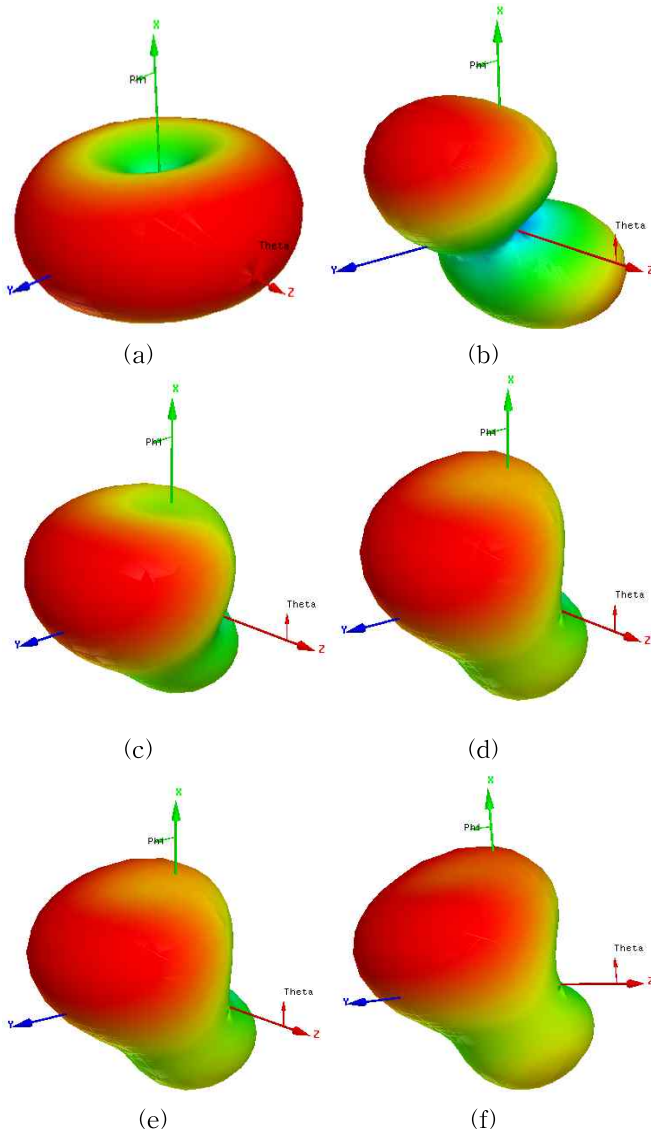 X
Phi
Theta
Y
Z
(a)
X
Phi
Theta
Y
Z
(b)
X
Phi
Theta
Y
Z
(c)
X
Phi
Theta
Y
Z
(d)
X
Phi
Theta
Y
Z
(e)
X
Phi
Theta
Y
Z
(f)